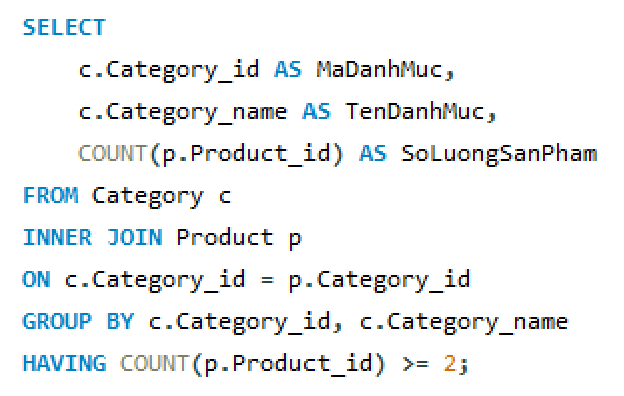 SELECT
    c.Category_id AS MaDanhMuc,
    c.Category_name AS TenDanhMuc,
    COUNT(p.Product_id) AS SoLuongSanPham
FROM Category c
INNER JOIN Product p
ON c.Category_id = p.Category_id
GROUP BY c.Category_id, c.Category_name
HAVING COUNT(p.Product_id) >= 2;